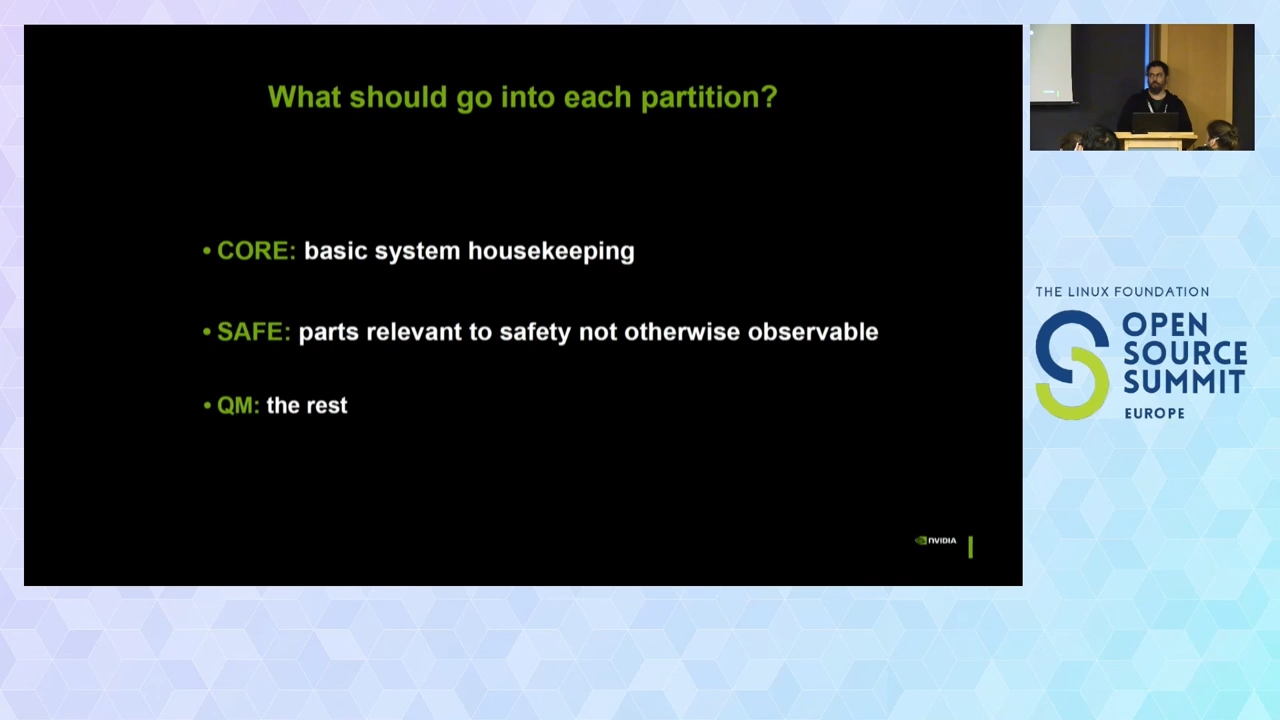 What should go into each partition?
• CORE: basic system housekeeping
• SAFE: parts relevant to safety not otherwise observable
• QM: the rest
NVIDIA
THE LINUX FOUNDATION
OPEN
SOURCE
SUMMIT
EUROPE